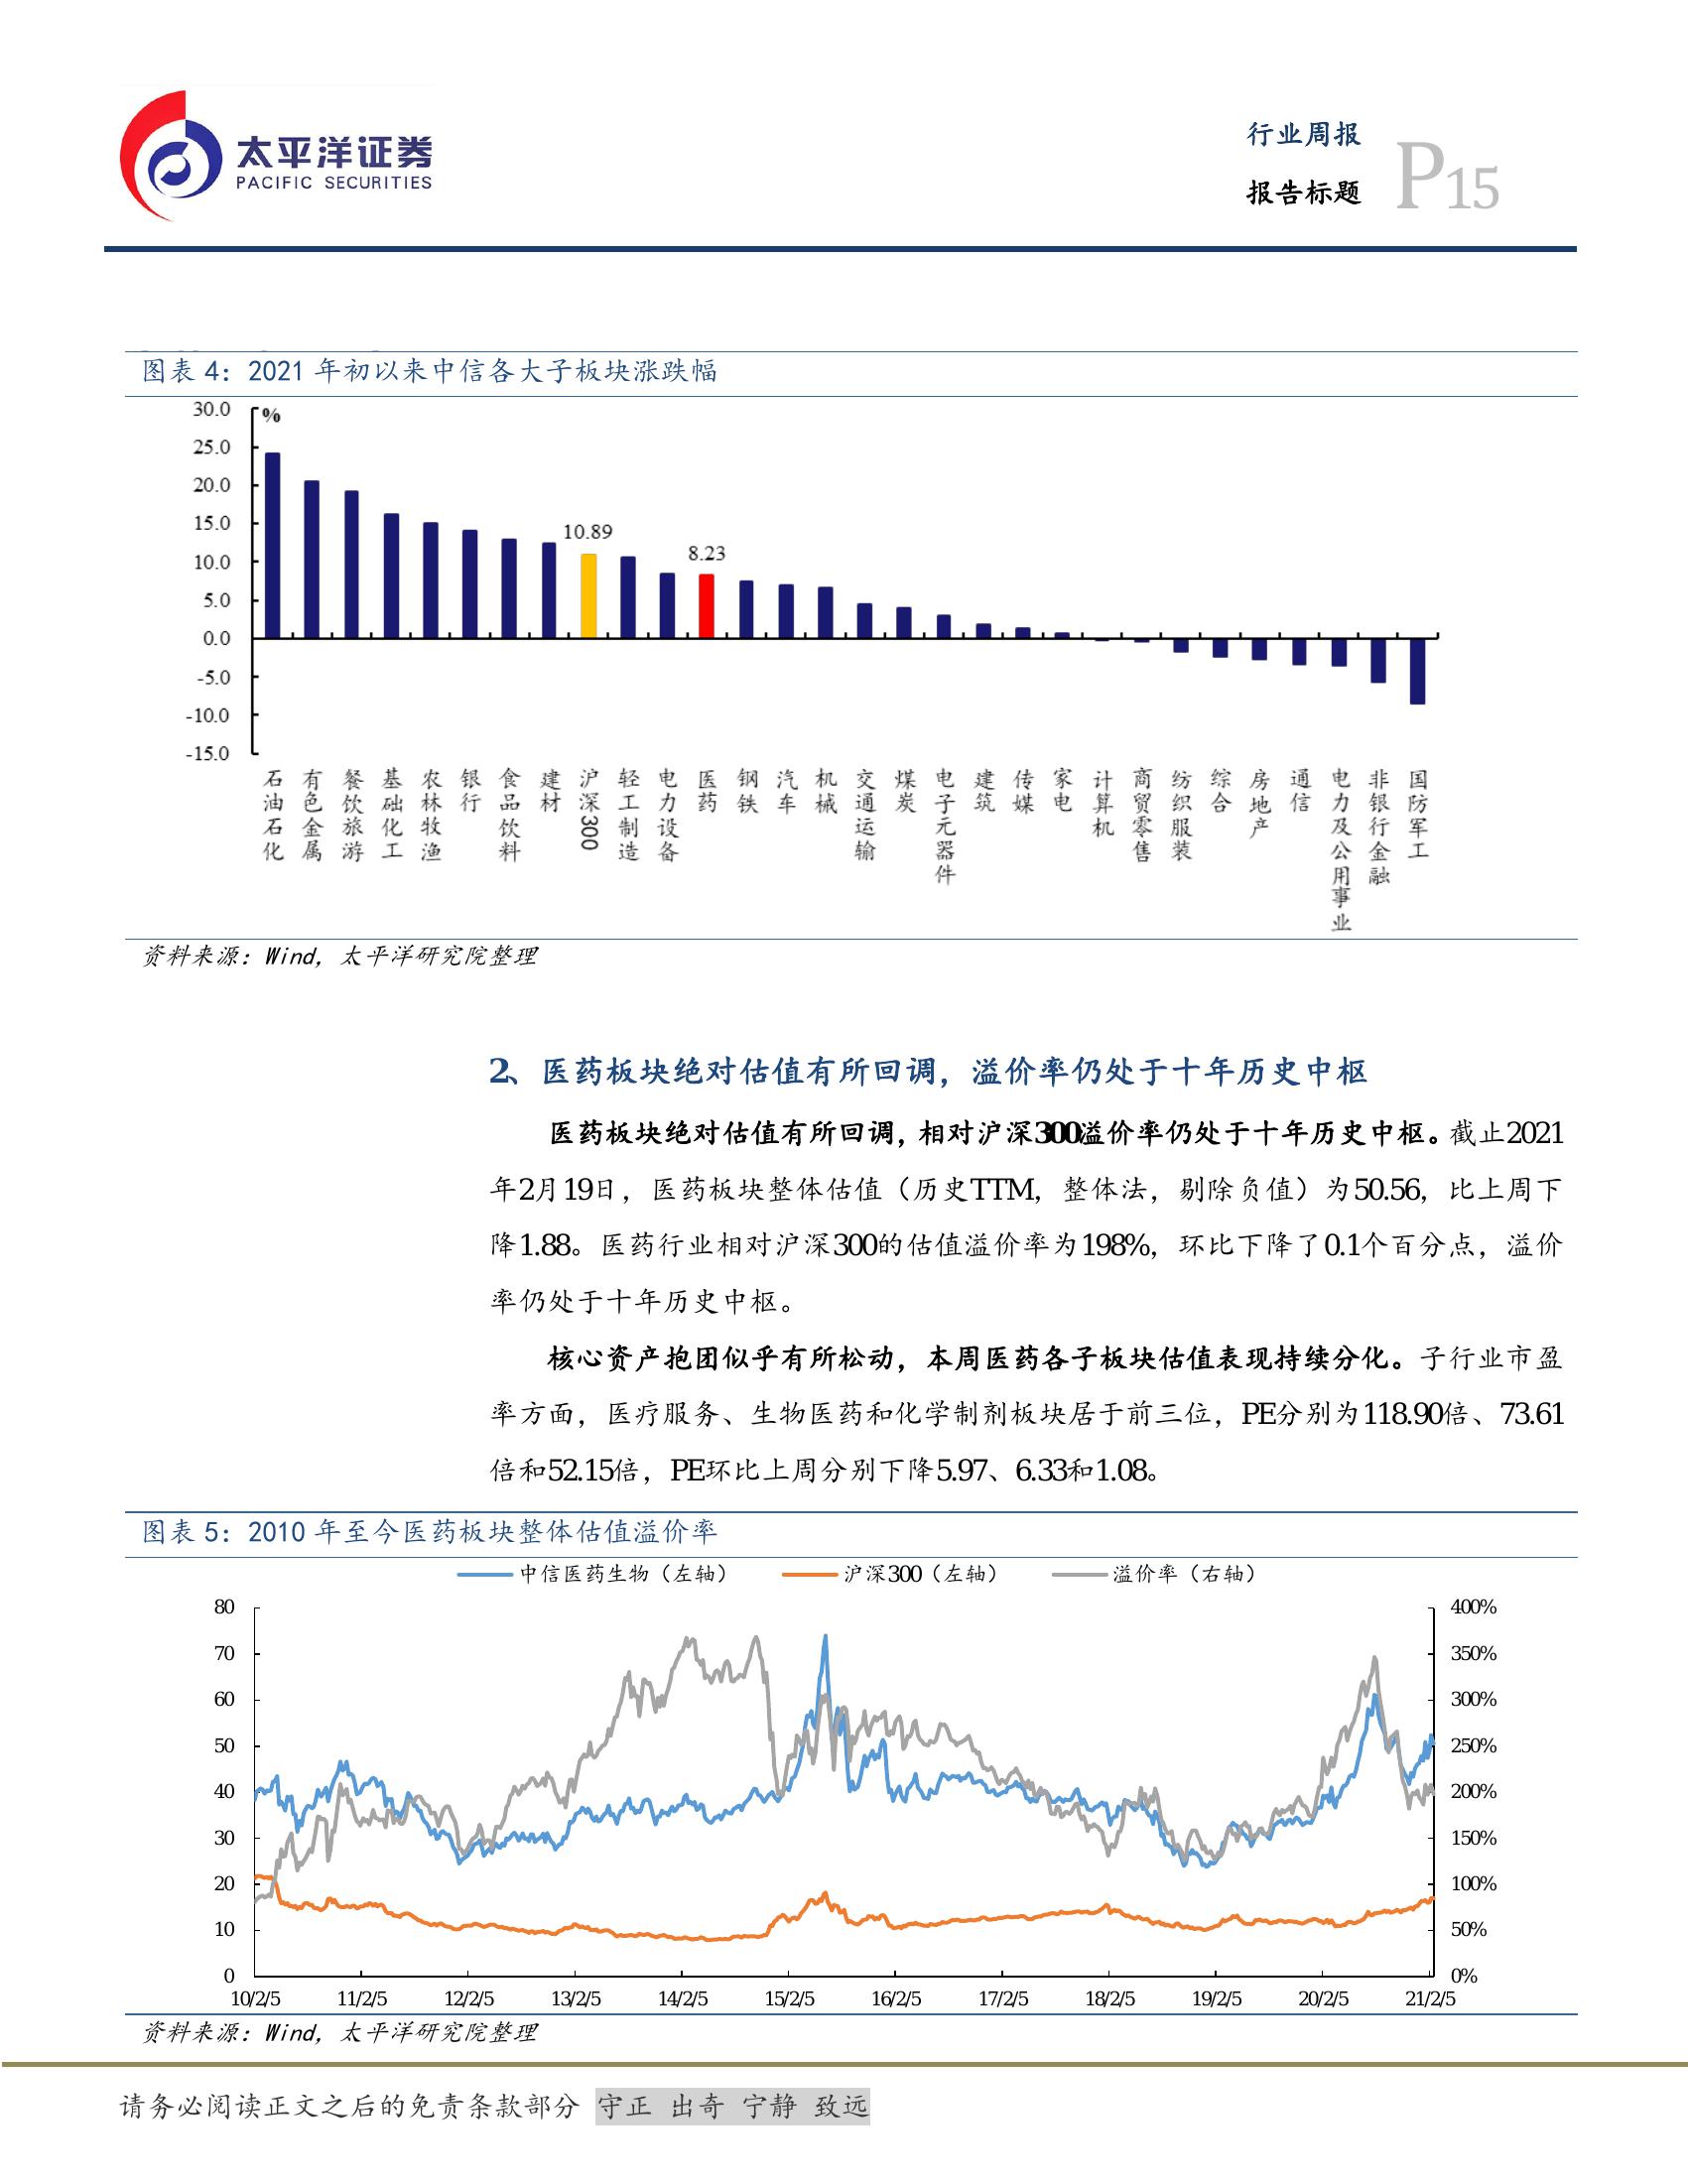 太平洋证券
PACIFIC SECURITIES
行业周报
报告标题
P15
图表 4：2021 年初以来中信各大子板块涨跌幅
%
30.0
25.0
20.0
15.0
10.0
5.0
0.0
-5.0
-10.0
-15.0
10.89
8.23
石油石化
有色金属
餐饮旅游
基础化工
农林牧渔
银行
食品饮料
建材
沪深300
轻工制造
电力设备
医药
钢铁
汽车
机械
交通运输
煤炭
电子元器件
建筑
传媒
家电
计算机
商贸零售
纺织服装
综合
房地产
通信
电力及公用事业
非银行金融
国防军工
资料来源：Wind，太平洋研究院整理
2、医药板块绝对估值有所回调，溢价率仍处于十年历史中枢
医药板块绝对估值有所回调，相对沪深300溢价率仍处于十年历史中枢。截止2021
年2月19日，医药板块整体估值（历史TTM，整体法，剔除负值）为50.56，比上周下
降1.88。医药行业相对沪深300的估值溢价率为198%，环比下降了0.1个百分点，溢价
率仍处于十年历史中枢。
核心资产抱团似乎有所松动，本周医药各子板块估值表现持续分化。子行业市盈
率方面，医疗服务、生物医药和化学制剂板块居于前三位，PE分别为118.90倍、73.61
倍和52.15倍，PE环比上周分别下降5.97、6.33和1.08。
图表 5：2010 年至今医药板块整体估值溢价率
中信医药生物（左轴） 沪深300（左轴） 溢价率（右轴）
80
70
60
50
40
30
20
10
0
400%
350%
300%
250%
200%
150%
100%
50%
0%
10/2/5 11/2/5 12/2/5 13/2/5 14/2/5 15/2/5 16/2/5 17/2/5 18/2/5 19/2/5 20/2/5 21/2/5
资料来源：Wind，太平洋研究院整理
请务必阅读正文之后的免责条款部分 守正 出奇 宁静 致远